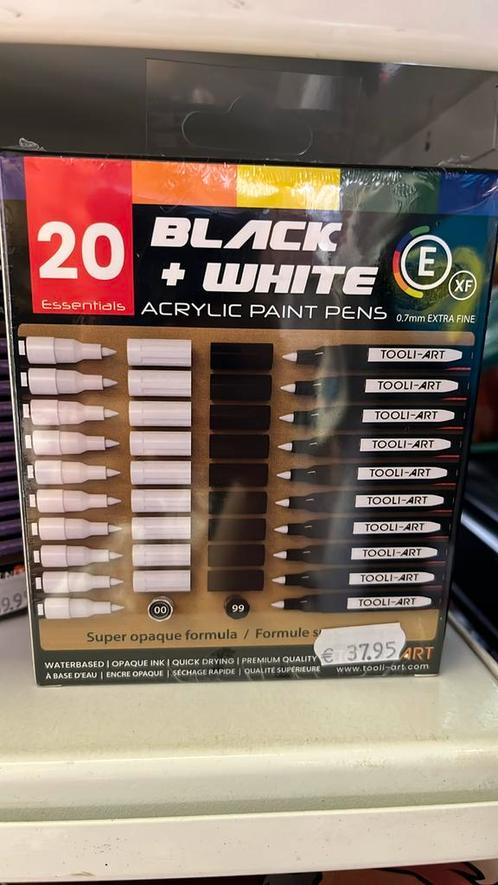 20
Essentials
BLACK
+ WHITE
ACRYLIC PAINT PENS
E
XF
0.7mm EXTRA FINE
TOOLI-ART
TOOLI-ART
TOOLI-ART
TOOLI-ART
TOOLI-ART
TOOLI-ART
TOOLI-ART
TOOLI-ART
TOOLI-ART
TOOLI-ART
00
99
Super opaque formula / Formule
€ 37.95
ART
WATERBASED | OPAQUE INK | QUICK DRYING | PREMIUM QUALITY
À BASE D'EAU | ENCRE OPAQUE | SÉCHAGE RAPIDE | QUALITÉ SUPÉRIEURE
www.tooli-art.com